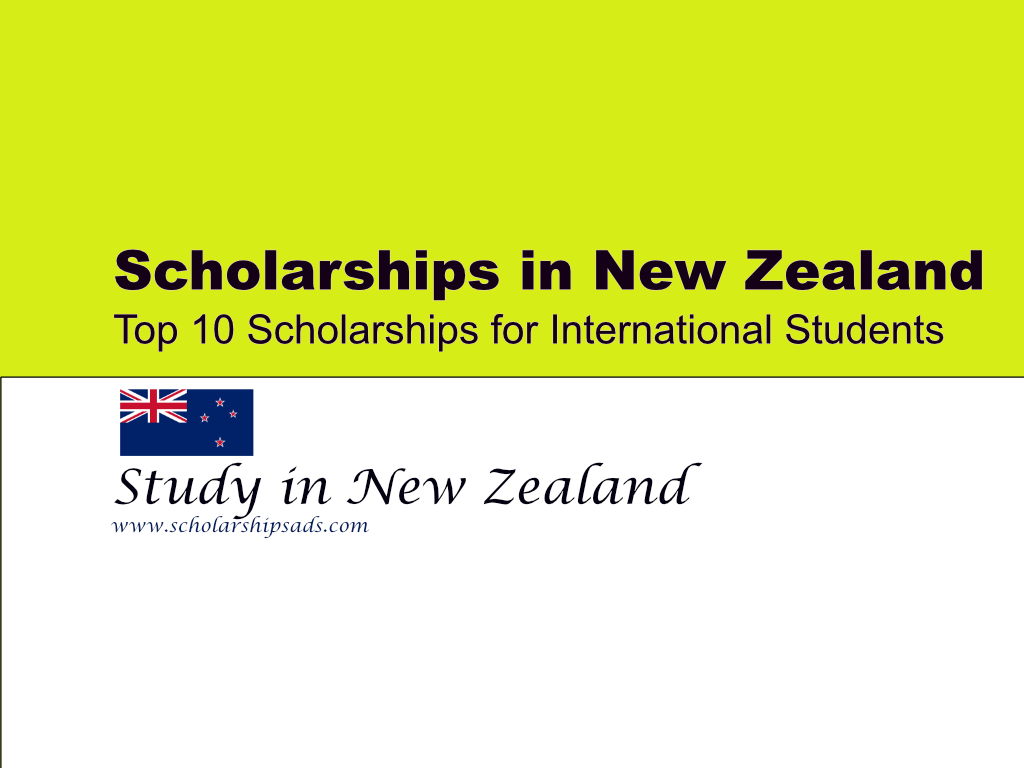 Scholarships in New Zealand
Top 10 Scholarships for International Students
Study in New Zealand
www.scholarshipsads.com